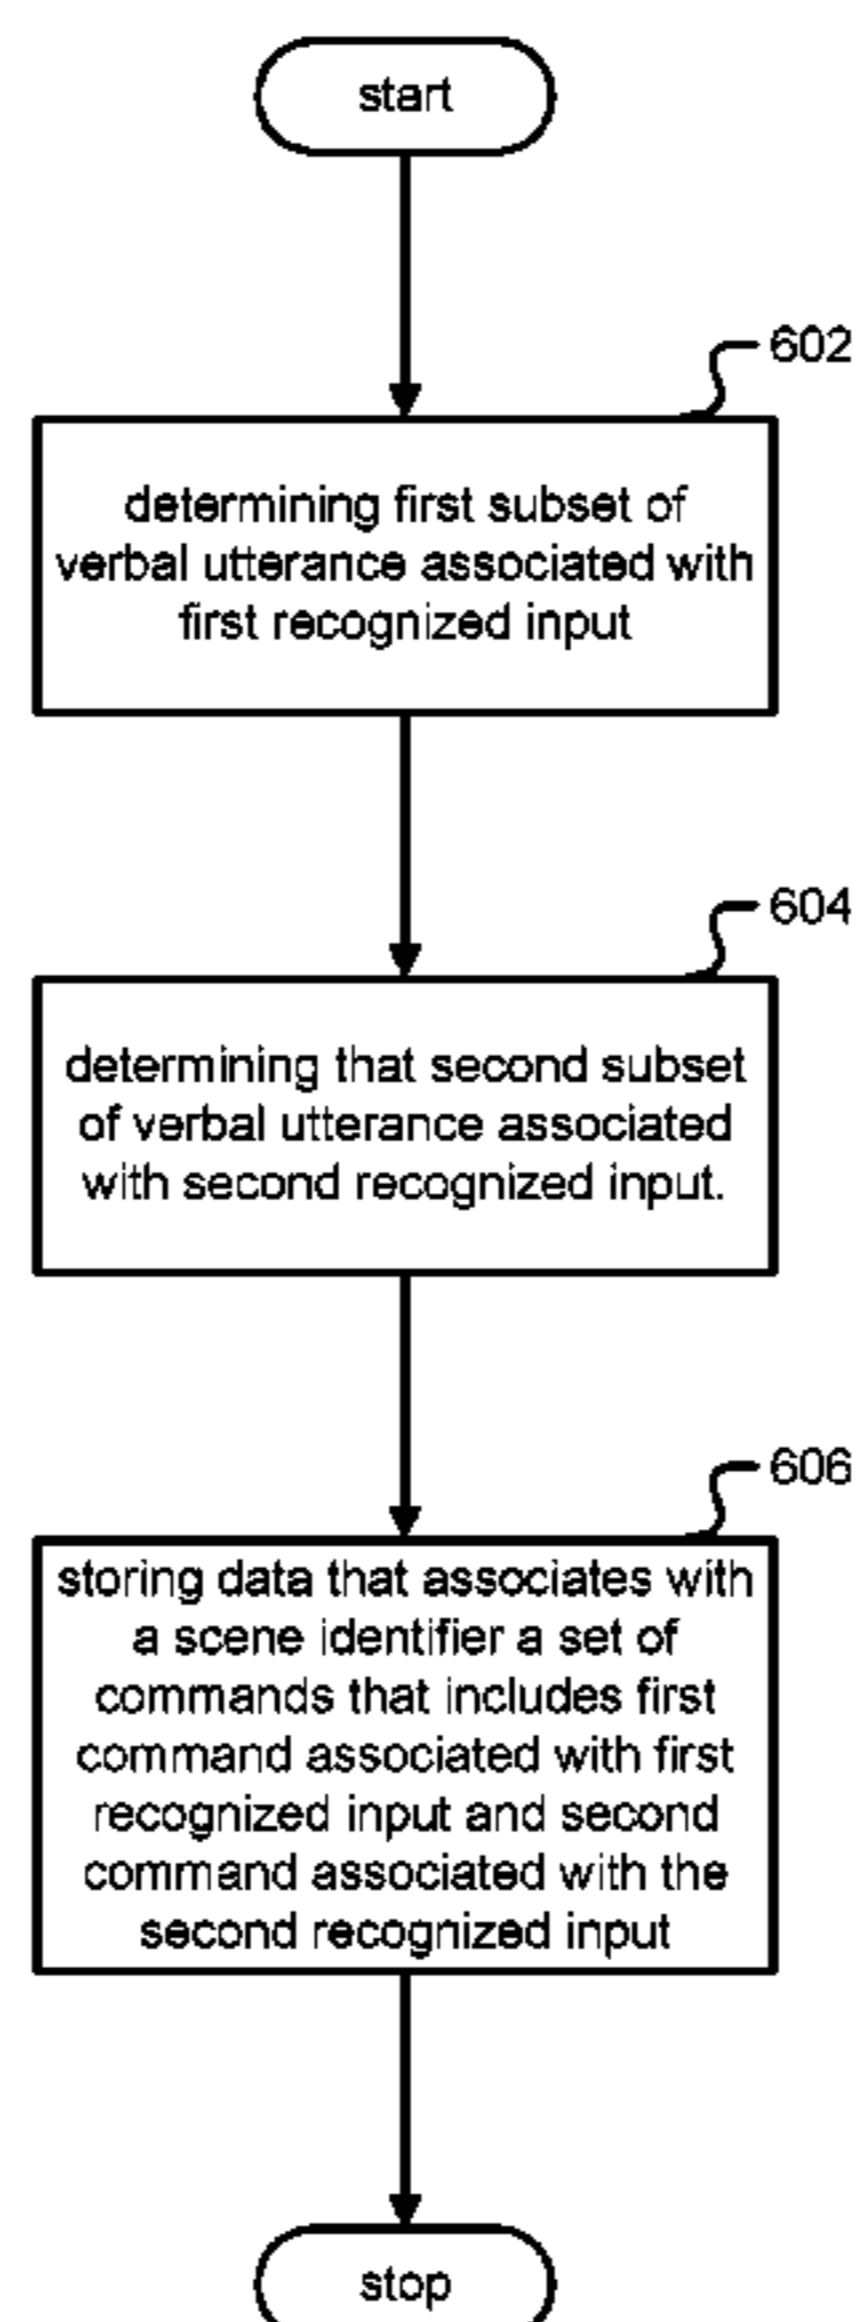 start
602
determining first subset of
verbal utterance associated with
first recognized input
604
determining that second subset
of verbal utterance associated
with second recognized input.
606
storing data that associates with
a scene identifier a set of
commands that includes first
command associated with first
recognized input and second
command associated with the
second recognized input
stop